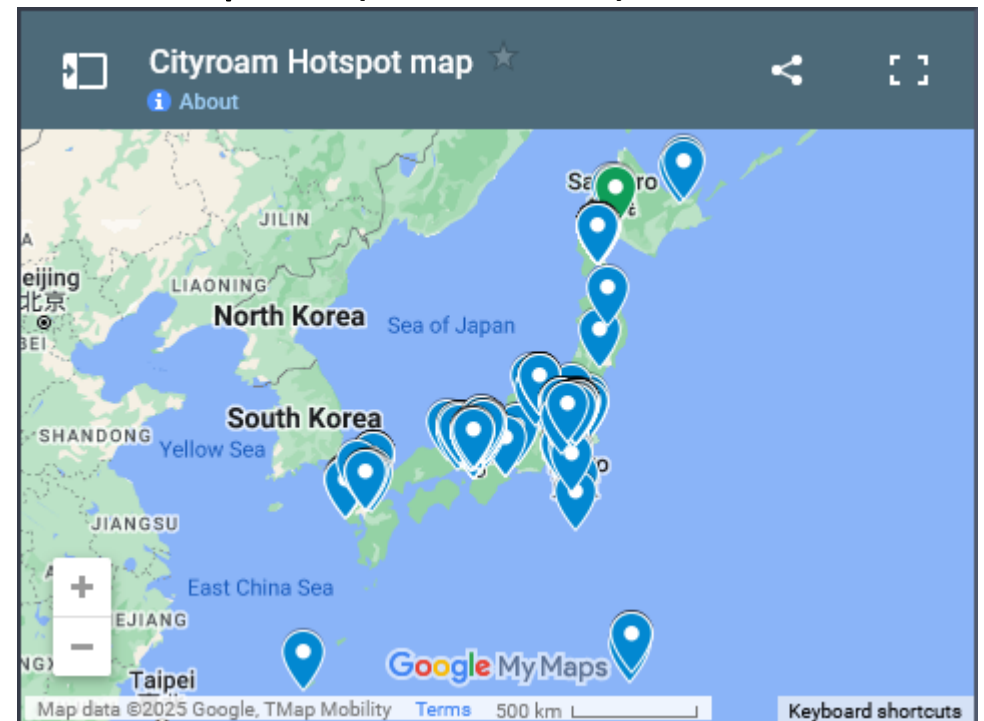 Cityroam Hotspot map
About
JILIN
eijing
北京
LIAONING
North Korea
Sea of Japan
South Korea
SHANDONG
Yellow Sea
JIANGSU
East China Sea
EJIANG
Taipei
Google My Maps
Map data ©2025 Google, TMap Mobility
Terms
500 km
Keyboard shortcuts